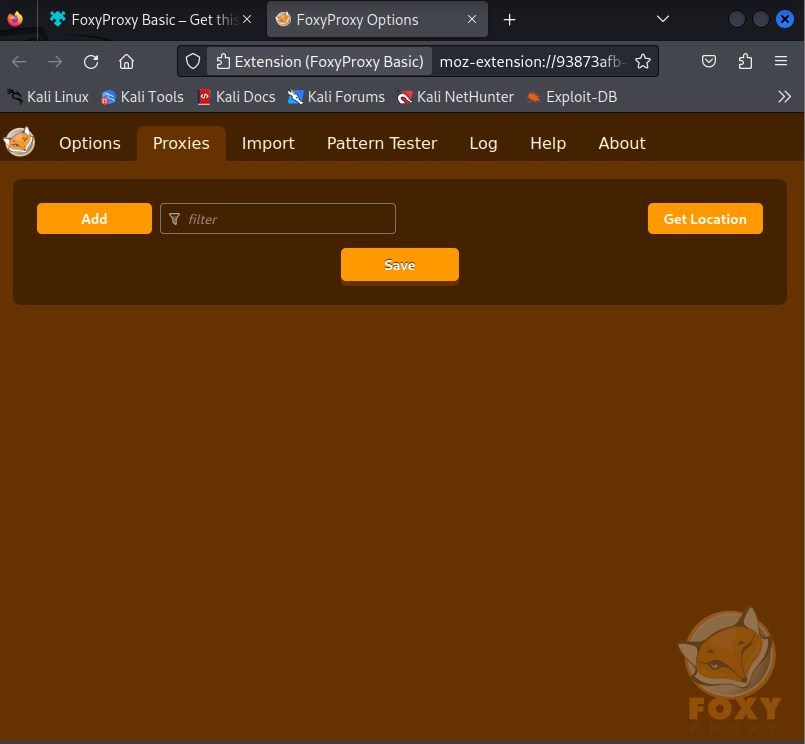 FoxyProxy Basic – Get this
FoxyProxy Options
Extension (FoxyProxy Basic) moz-extension://93873afb-
Kali Linux Kali Tools Kali Docs Kali Forums Kali NetHunter Exploit-DB
Options Proxies Import Pattern Tester Log Help About
Add filter Get Location
Save
FOXY
PROXY